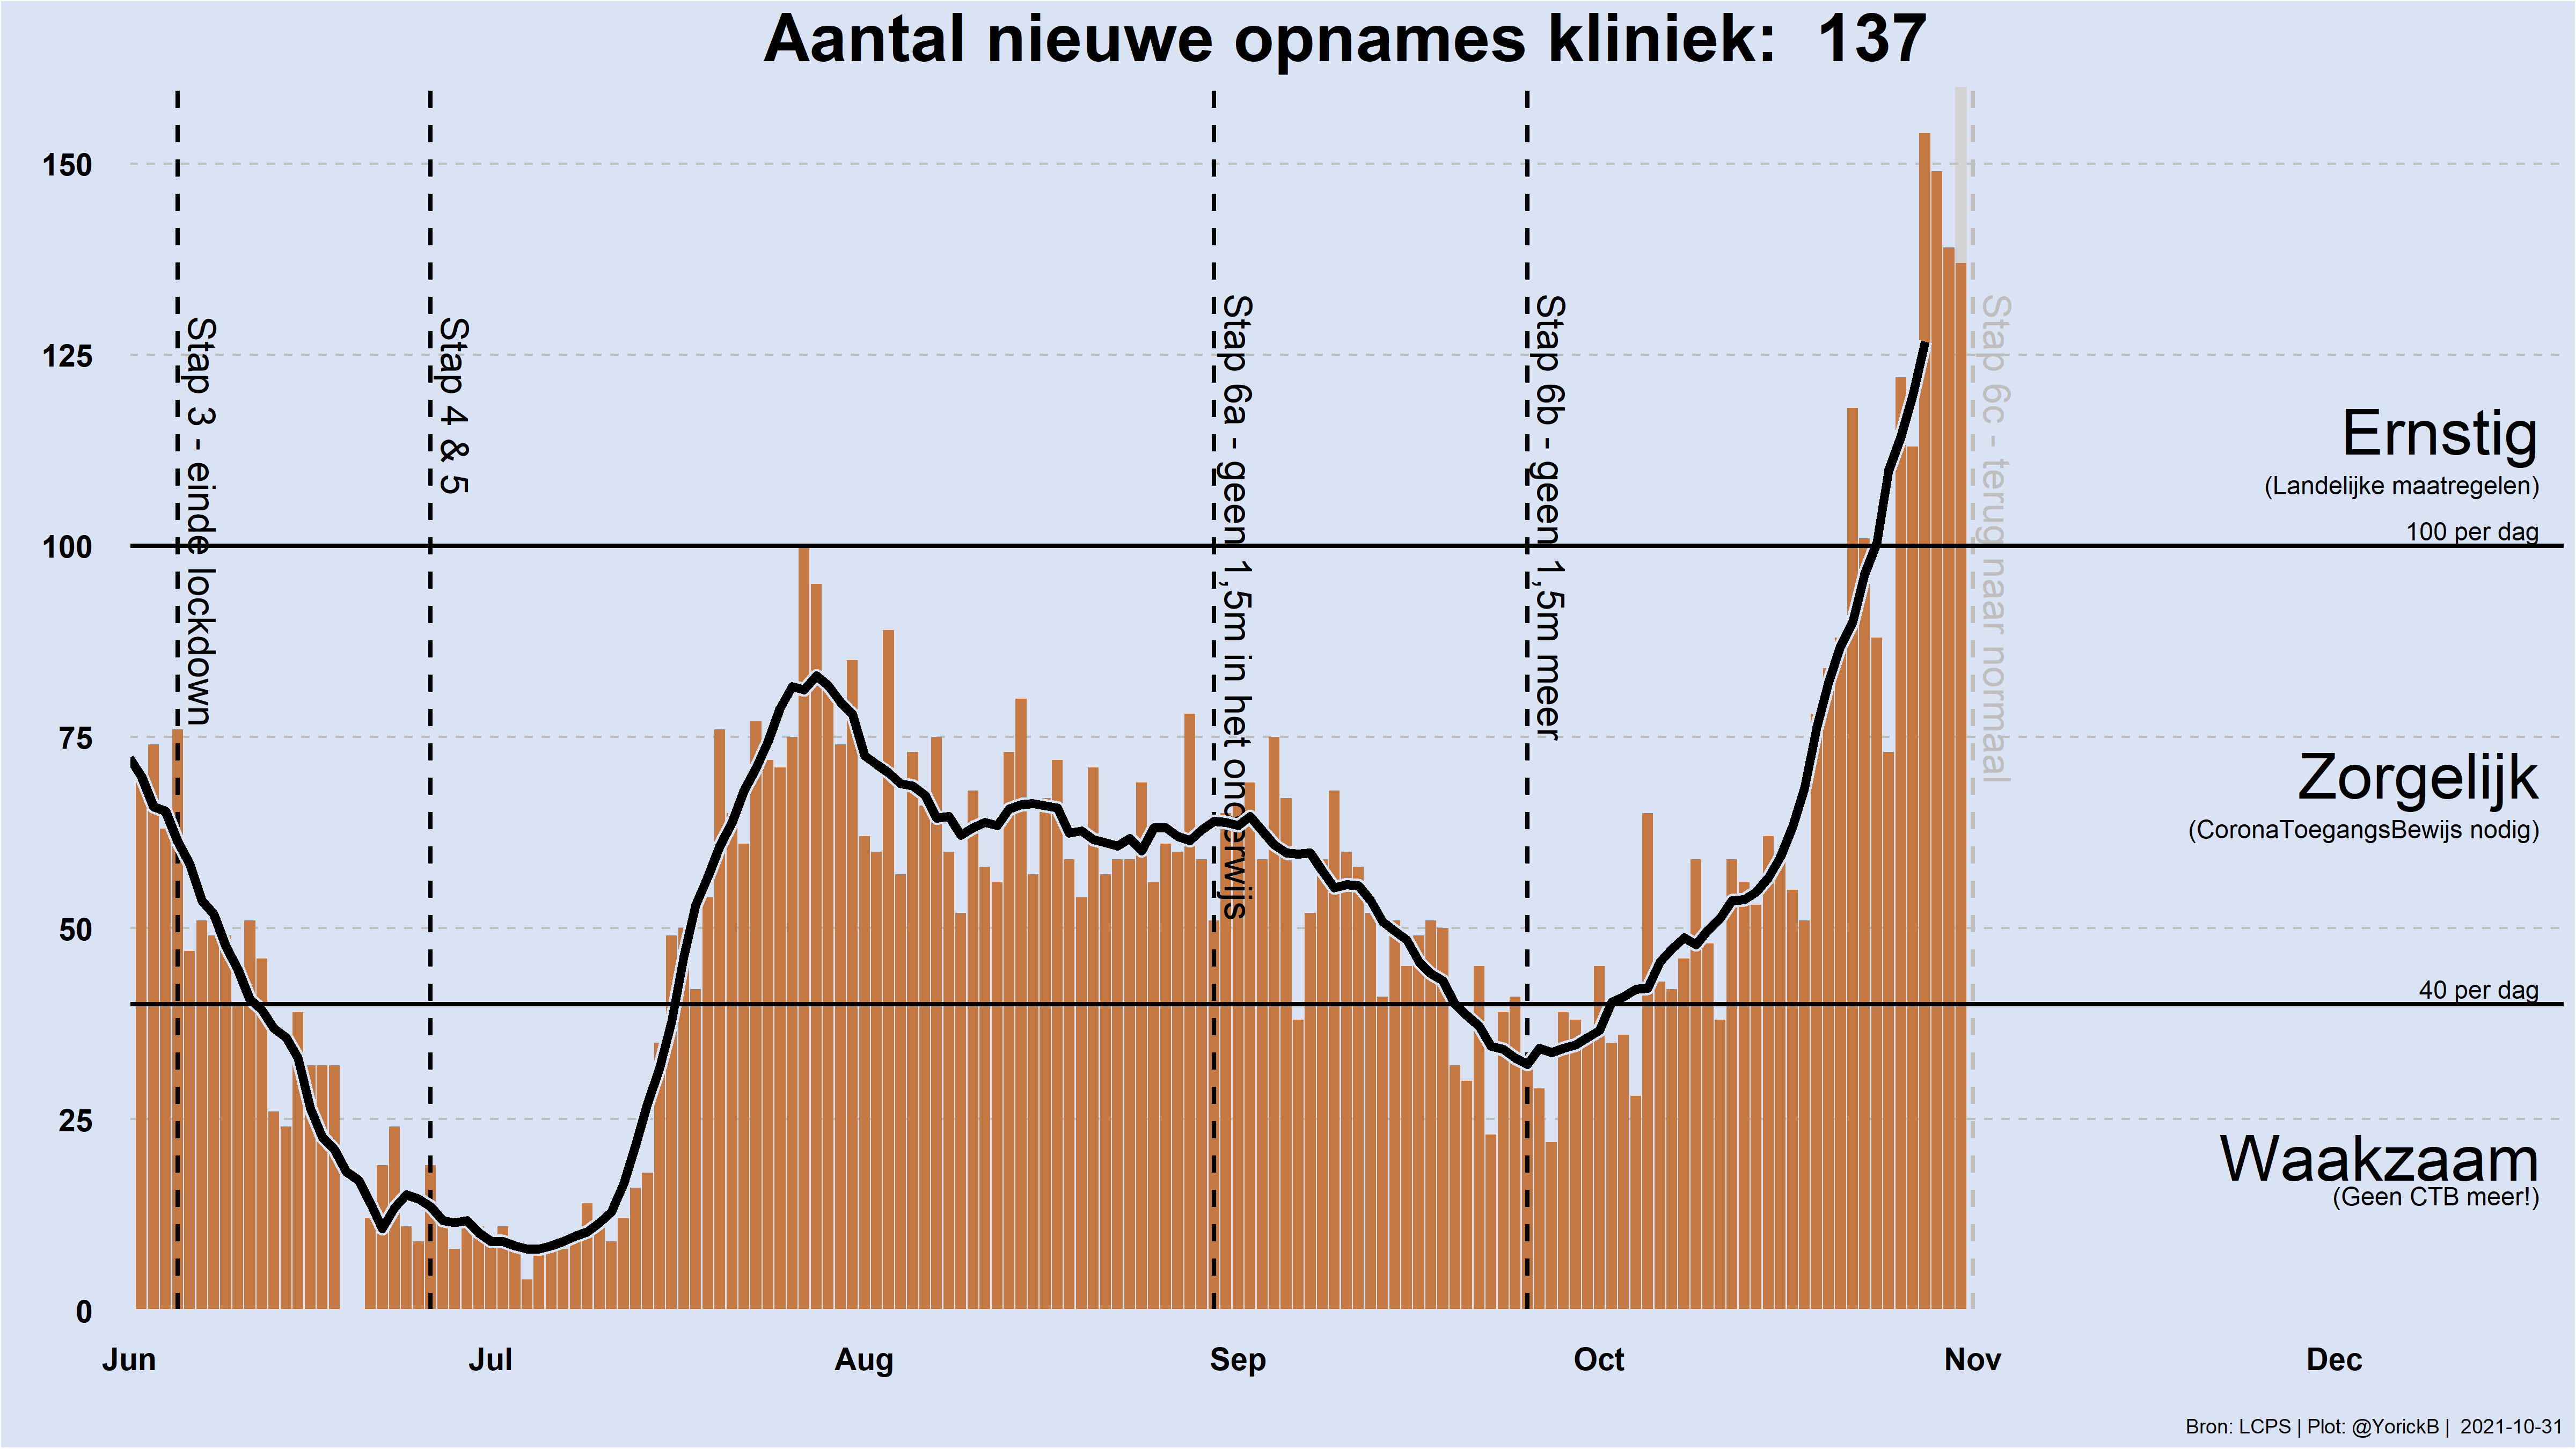 Aantal nieuwe opnames kliniek: 137
150
125
100
75
50
25
0
Stap 3 - einde lockdown
Stap 4 & 5
Stap 6a - geen 1,5m in het onderwijs
Stap 6b - geen 1,5m meer
Stap 6c - terug naar normaal
Ernstig
(Landelijke maatregelen)
100 per dag
Zorgelijk
(CoronaToegangsBewijs nodig)
40 per dag
Waakzaam
(Geen CTB meer!)
Jun Jul Aug Sep Oct Nov Dec
Bron: LCPS | Plot: @YorickB | 2021-10-31